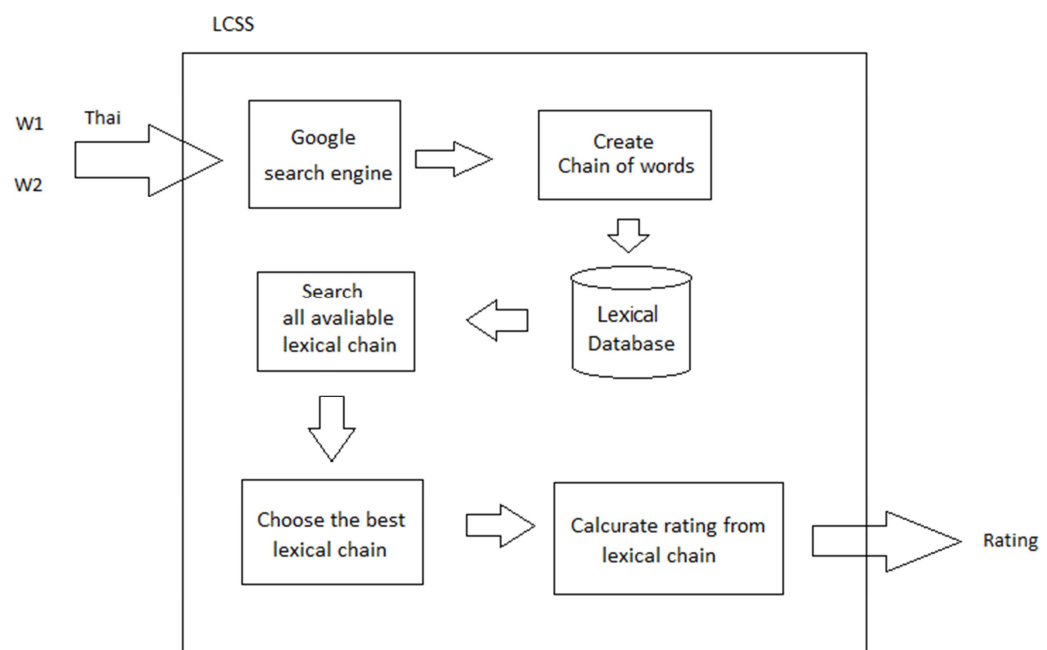 LCSS
W1
Thai
W2
Google
search engine
Create
Chain of words
Lexical
Database
Search
all avaliable
lexical chain
Choose the best
lexical chain
Calcurate rating from
lexical chain
Rating